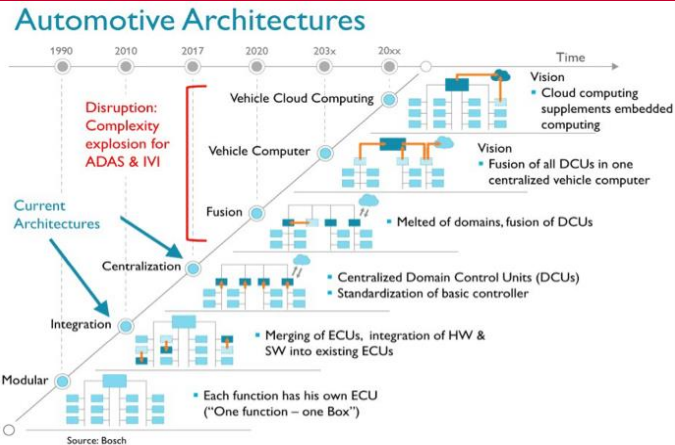 Automotive Architectures
1990
2010
2017
2020
203x
20xx
Time
Vehicle Cloud Computing
Vision
▪ Cloud computing
supplements embedded
computing
Disruption:
Complexity
explosion for
ADAS & IVI
Vehicle Computer
Vision
▪ Fusion of all DCUs in one
centralized vehicle computer
Current
Architectures
Fusion
▪ Melted of domains, fusion of DCUs
Centralization
▪ Centralized Domain Control Units (DCUs)
▪ Standardization of basic controller
Integration
▪ Merging of ECUs, integration of HW &
SW into existing ECUs
Modular
▪ Each function has his own ECU
(“One function – one Box”)
Source: Bosch